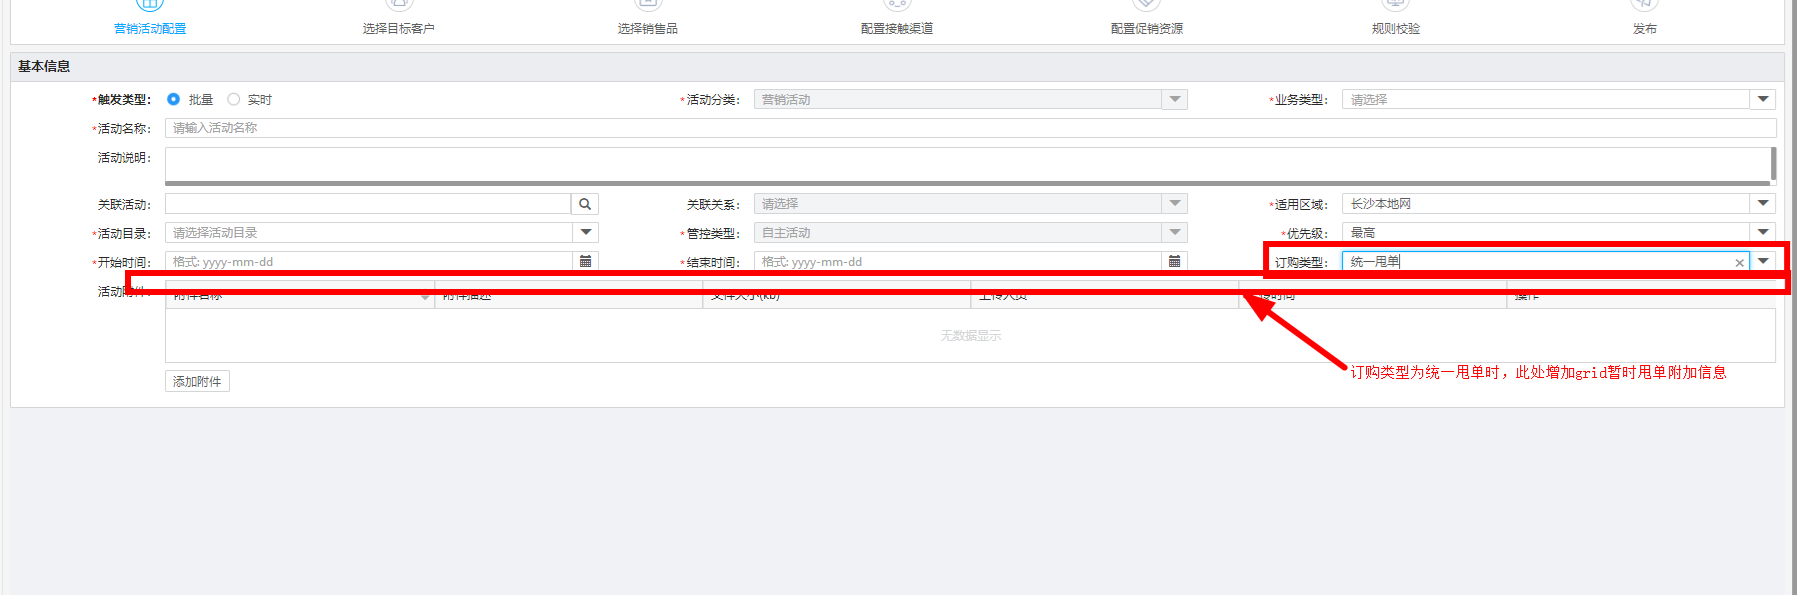 营销活动配置 选择目标客户 选择销售品 配置接触渠道 配置促销资源 规则校验 发布
基本信息
*触发类型: 批量 实时 *活动分类: 营销活动 *业务类型: 请选择
*活动名称: 请输入活动名称
活动说明:
关联活动: 关联关系: 请选择 *适用区域: 长沙本地网
*活动目录: 请选择活动目录 *管控类型: 自主活动 *优先级: 最高
*开始时间: 格式: yyyy-mm-dd *结束时间: 格式: yyyy-mm-dd 订购类型: 统一甩单
活动附件: 附件名称 附件描述 文件大小(kb) 上传人员 传时间 操作
无数据显示
订购类型为统一甩单时，此处增加grid暂时甩单附加信息
添加附件